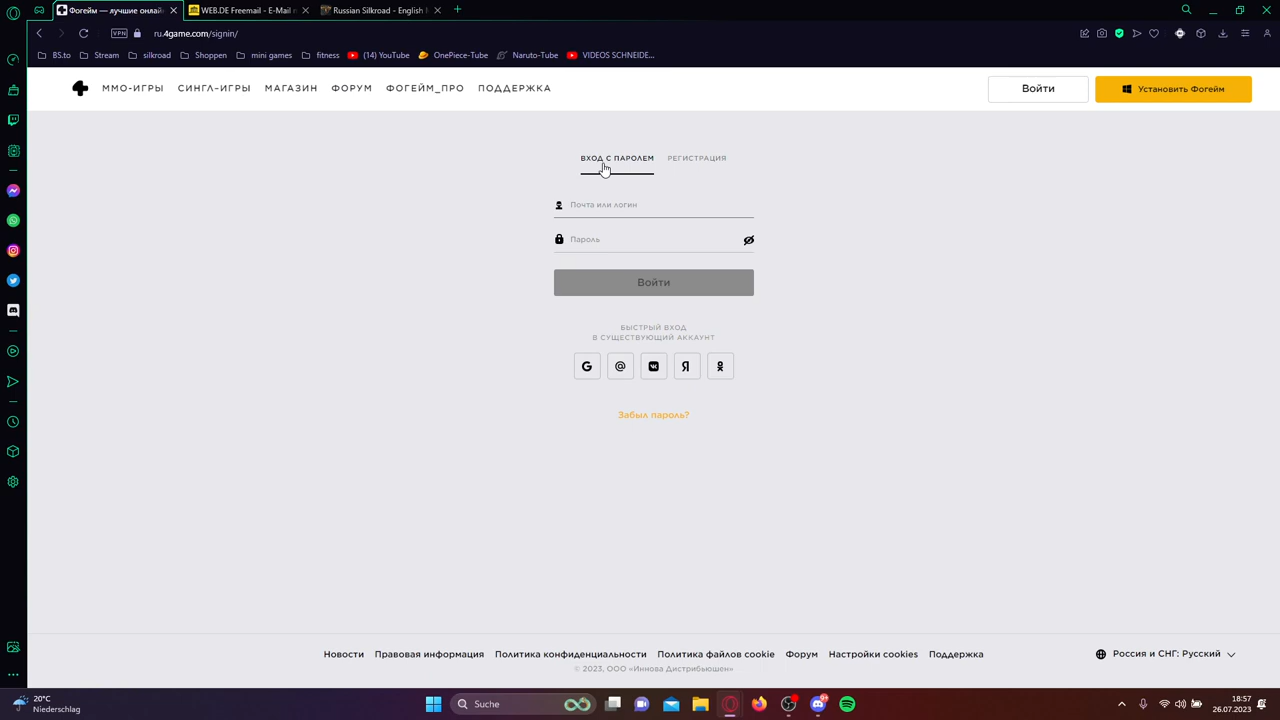 Фогейм — лучшие онлай
WEB.DE Freemail - E-Mail n
Russian Silkroad - English l
VPN
ru.4game.com/signin/
BS.to
Stream
silkroad
Shoppen
mini games
fitness
(14) YouTube
OnePiece-Tube
Naruto-Tube
VIDEOS SCHNEIDE...
ММО-ИГРЫ
СИНГЛ-ИГРЫ
МАГАЗИН
ФОРУМ
ФОГЕЙМ_ПРО
ПОДДЕРЖКА
Войти
Установить Фогейм
ВХОД С ПАРОЛЕМ
РЕГИСТРАЦИЯ
Почта или логин
Пароль
Войти
БЫСТРЫЙ ВХОД
В СУЩЕСТВУЮЩИЙ АККАУНТ
Забыл пароль?
Новости
Правовая информация
Политика конфиденциальности
Политика файлов cookie
Форум
Настройки cookies
Поддержка
Россия и СНГ: Русский
© 2023, ООО «Иннова Дистрибьюшен»
20°C
Niederschlag
Suche
18:57
26.07.2023